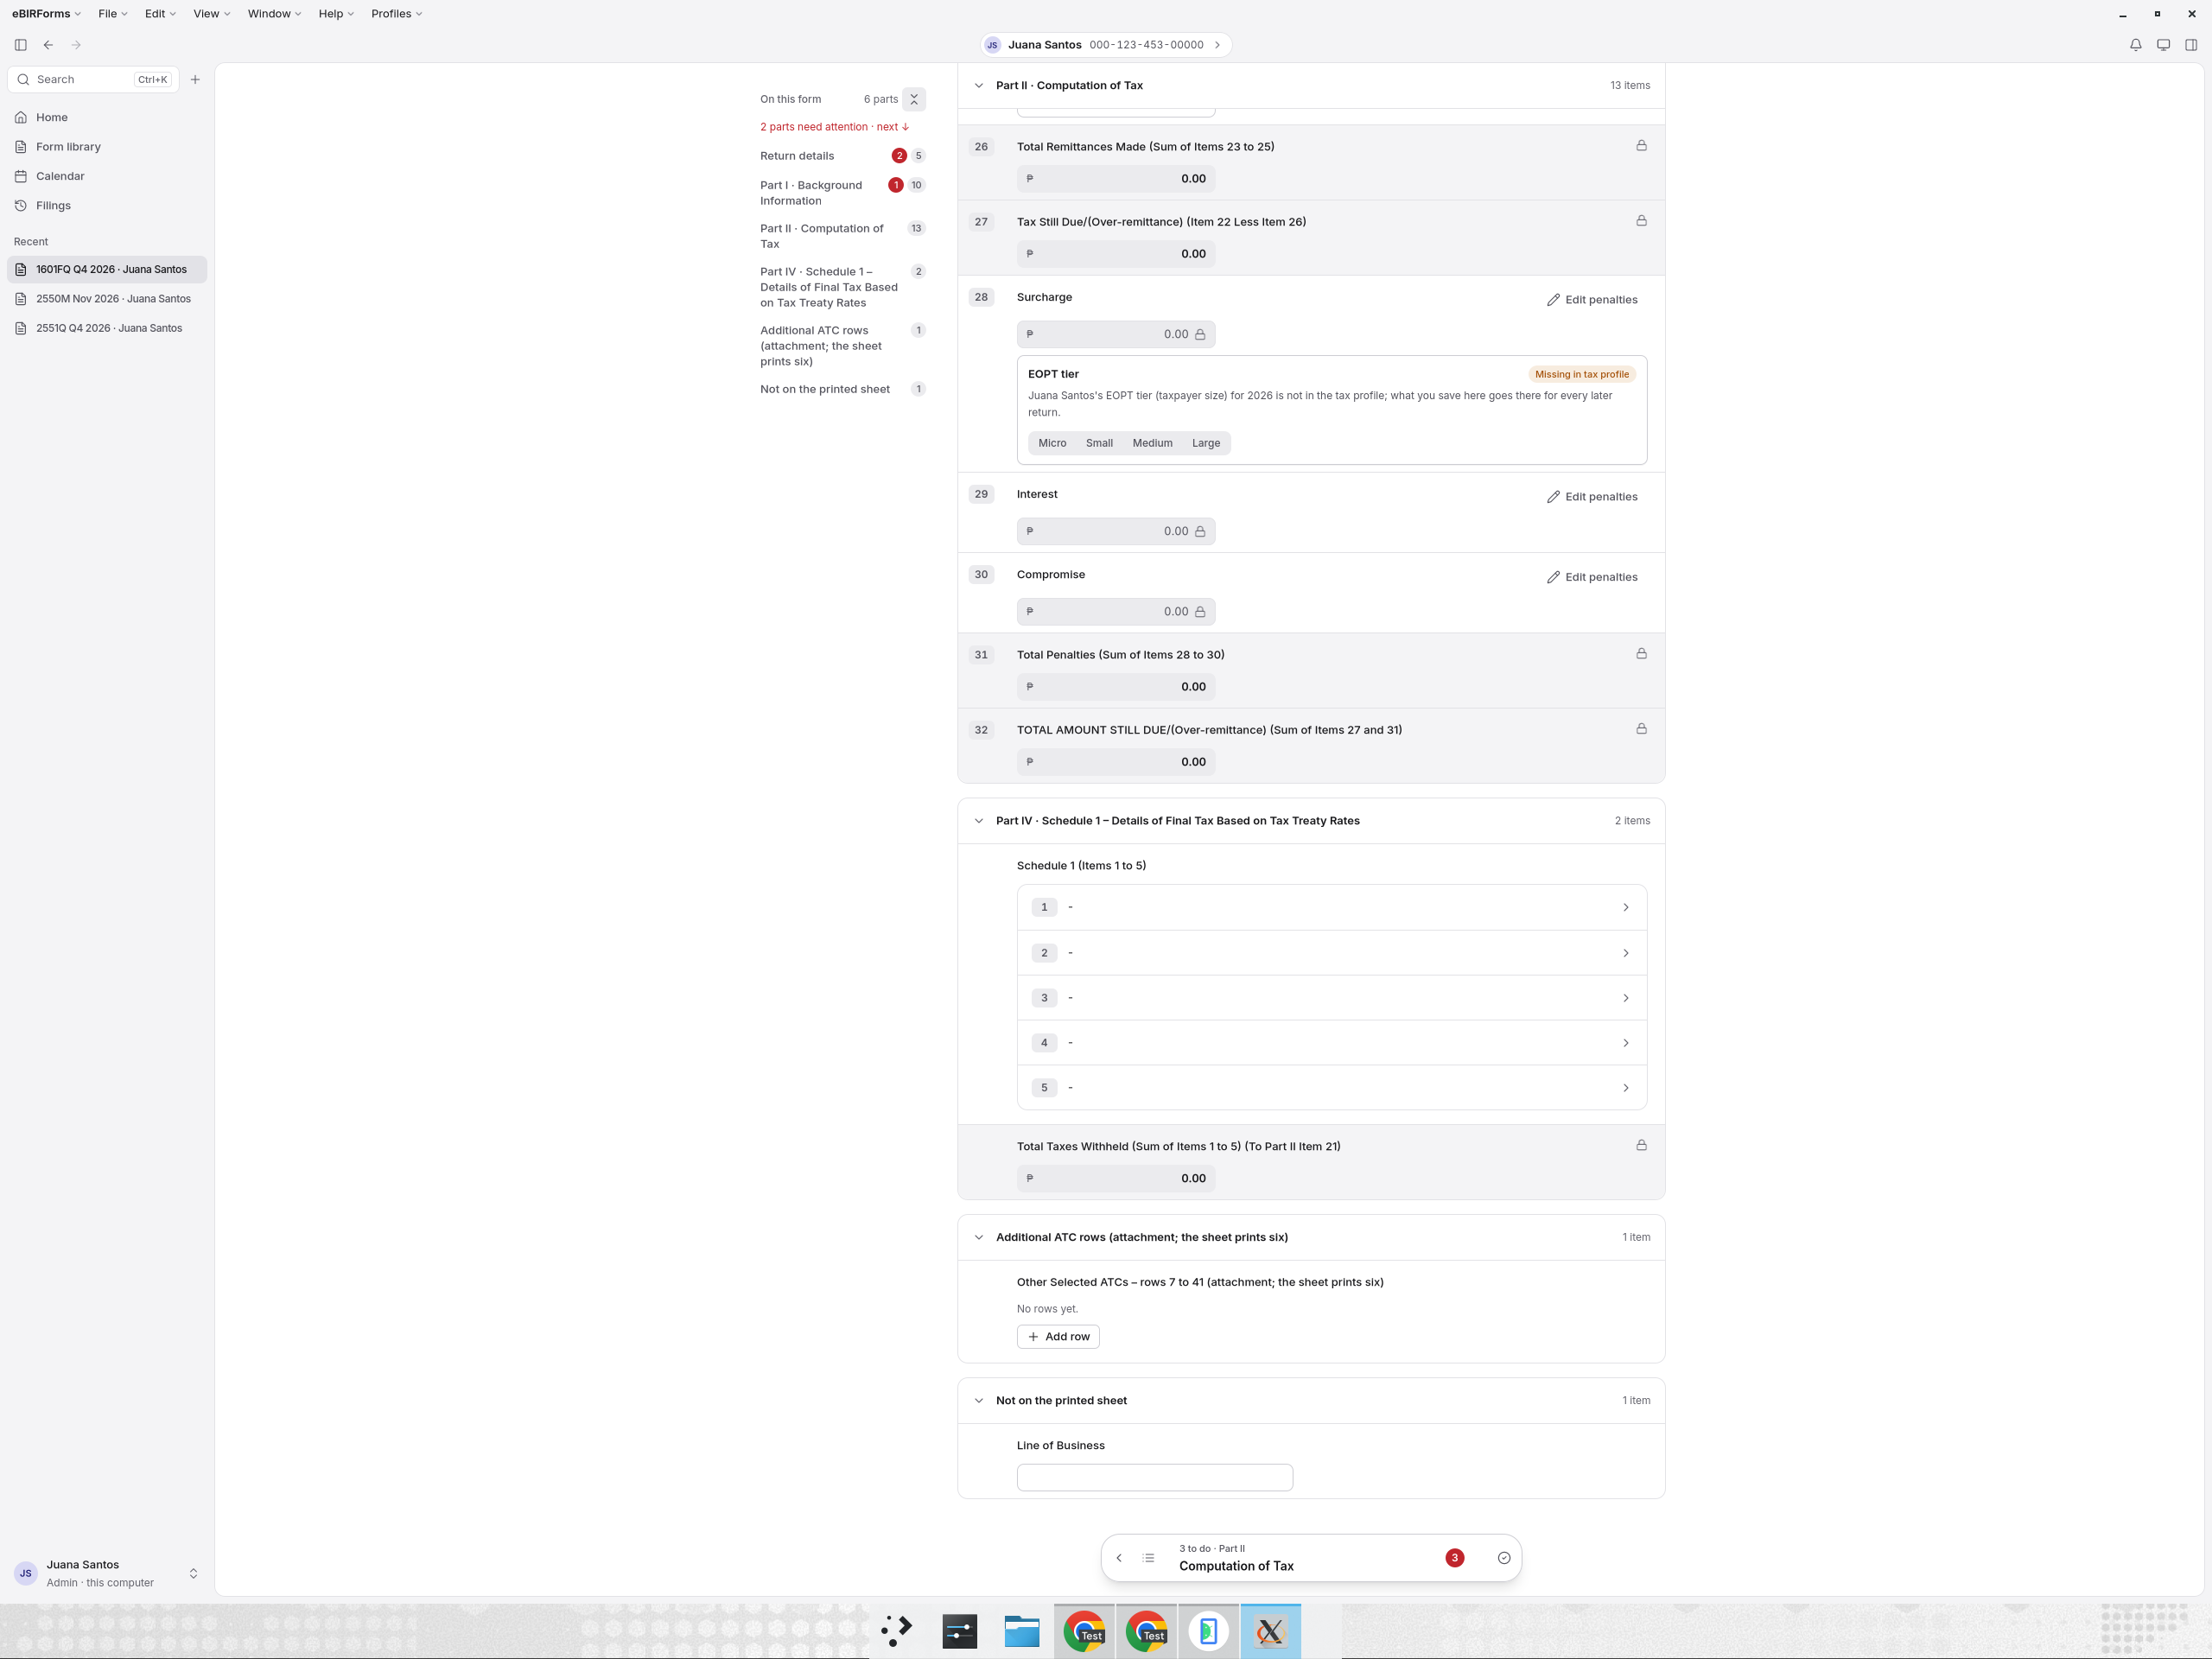 eBIRForms File Edit View Window Help Profiles
JS Juana Santos 000-123-453-00000
Search Ctrl+K
Home
Form library
Calendar
Filings
Recent
1601FQ Q4 2026 · Juana Santos
2550M Nov 2026 · Juana Santos
2551Q Q4 2026 · Juana Santos
JS Juana Santos
Admin · this computer
On this form 6 parts
2 parts need attention · next ↓
Return details 2 5
Part I · Background 1 10
Information
Part II · Computation of 13
Tax
Part IV · Schedule 1 – 2
Details of Final Tax Based
on Tax Treaty Rates
Additional ATC rows 1
(attachment; the sheet
prints six)
Not on the printed sheet 1
Part II · Computation of Tax 13 items
26 Total Remittances Made (Sum of Items 23 to 25)
₱ 0.00
27 Tax Still Due/(Over-remittance) (Item 22 Less Item 26)
₱ 0.00
28 Surcharge Edit penalties
₱ 0.00
EOPT tier Missing in tax profile
Juana Santos's EOPT tier (taxpayer size) for 2026 is not in the tax profile; what you save here goes there for every later
return.
Micro Small Medium Large
29 Interest Edit penalties
₱ 0.00
30 Compromise Edit penalties
₱ 0.00
31 Total Penalties (Sum of Items 28 to 30)
₱ 0.00
32 TOTAL AMOUNT STILL DUE/(Over-remittance) (Sum of Items 27 and 31)
₱ 0.00
Part IV · Schedule 1 – Details of Final Tax Based on Tax Treaty Rates 2 items
Schedule 1 (Items 1 to 5)
1 -
2 -
3 -
4 -
5 -
Total Taxes Withheld (Sum of Items 1 to 5) (To Part II Item 21)
₱ 0.00
Additional ATC rows (attachment; the sheet prints six) 1 item
Other Selected ATCs – rows 7 to 41 (attachment; the sheet prints six)
No rows yet.
+ Add row
Not on the printed sheet 1 item
Line of Business
3 to do · Part II
Computation of Tax 3
Test Test